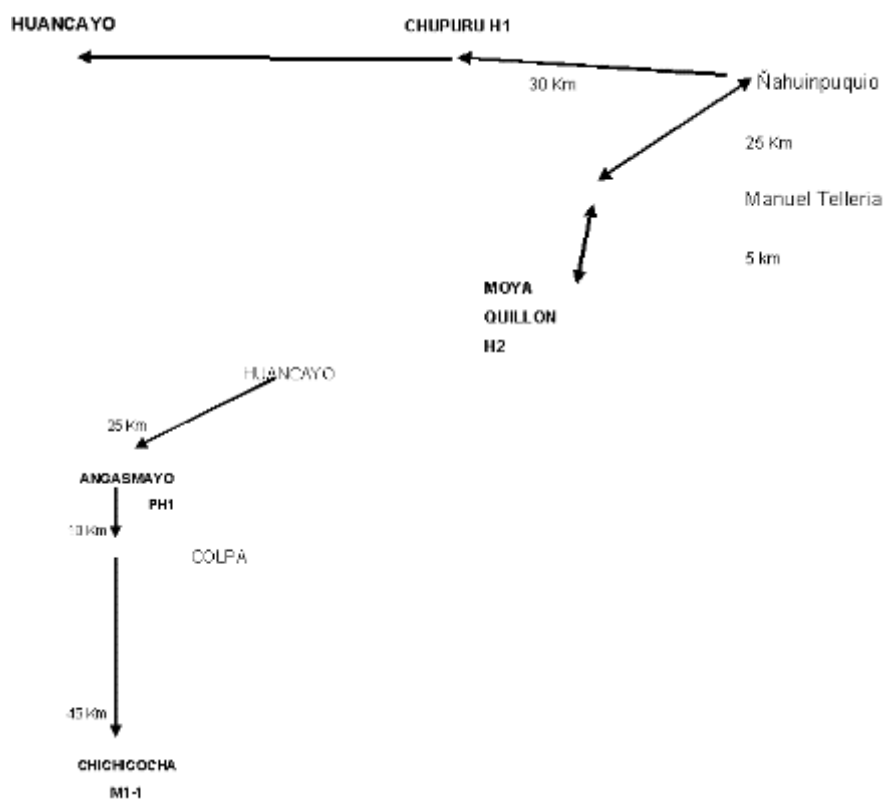 HUANCAYO
CHUPURU H1
30 Km
Ñahuinpuquio
25 Km
Manuel Telleria
5 km
MOYA
QUILLON
H2
HUANCAYO
25 Km
ANGASMAYO
PH1
10 Km
COLPA
45 Km
CHICHICOCHA
M1-1